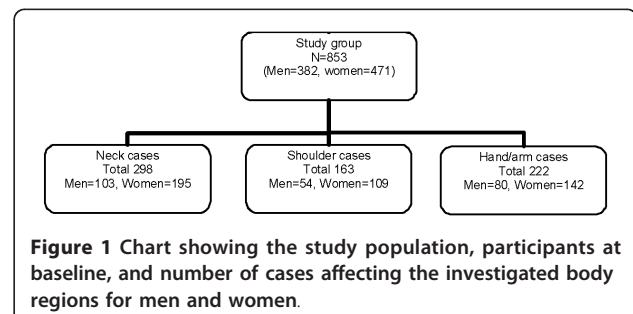 Study group
N=853
(Men=382, women=471)
Neck cases
Total 298
Men=103, Women=195
Shoulder cases
Total 163
Men=54, Women=109
Hand/arm cases
Total 222
Men=80, Women=142
Figure 1 Chart showing the study population, participants at
baseline, and number of cases affecting the investigated body
regions for men and women.